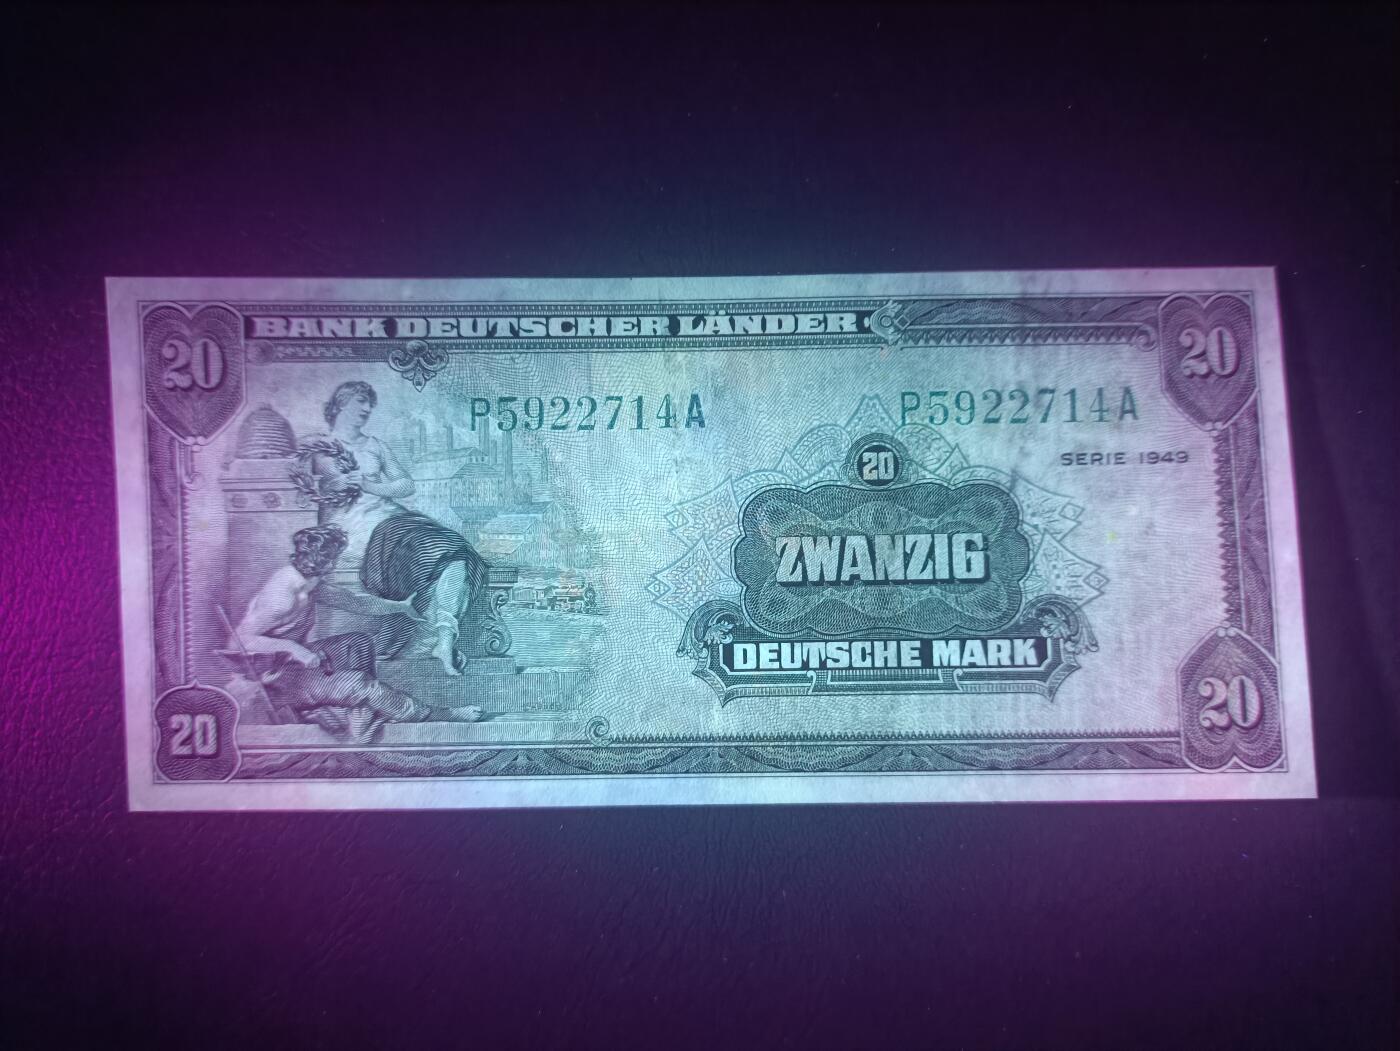 BANK DEUTSCHER LÄNDER
20
20
P5922714A
P5922714A
SERIE 1949
20
ZWANZIG
DEUTSCHE MARK
20
20